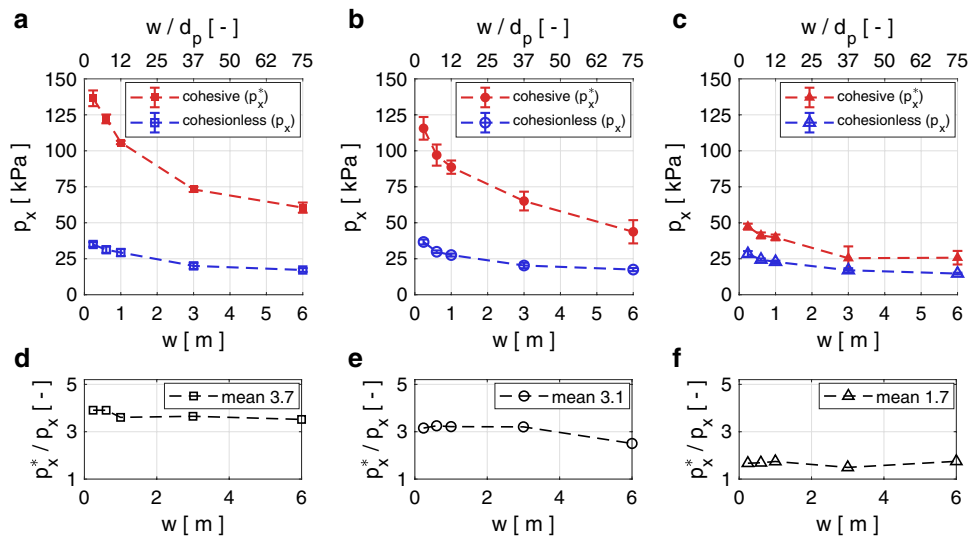 a
w / d_p [ - ]
0 12 25 37 50 62 75
150
125
100
75
50
25
0
p_x [ kPa ]
cohesive (p_x^*)
cohesionless (p_x)
0 1 2 3 4 5 6
w [ m ]
b
w / d_p [ - ]
0 12 25 37 50 62 75
150
125
100
75
50
25
0
p_x [ kPa ]
cohesive (p_x^*)
cohesionless (p_x)
0 1 2 3 4 5 6
w [ m ]
c
w / d_p [ - ]
0 12 25 37 50 62 75
150
125
100
75
50
25
0
p_x [ kPa ]
cohesive (p_x^*)
cohesionless (p_x)
0 1 2 3 4 5 6
w [ m ]
d
5
3
1
p_x^* / p_x [ - ]
mean 3.7
0 2 4 6
w [ m ]
e
5
3
1
p_x^* / p_x [ - ]
mean 3.1
0 2 4 6
w [ m ]
f
5
3
1
p_x^* / p_x [ - ]
mean 1.7
0 2 4 6
w [ m ]